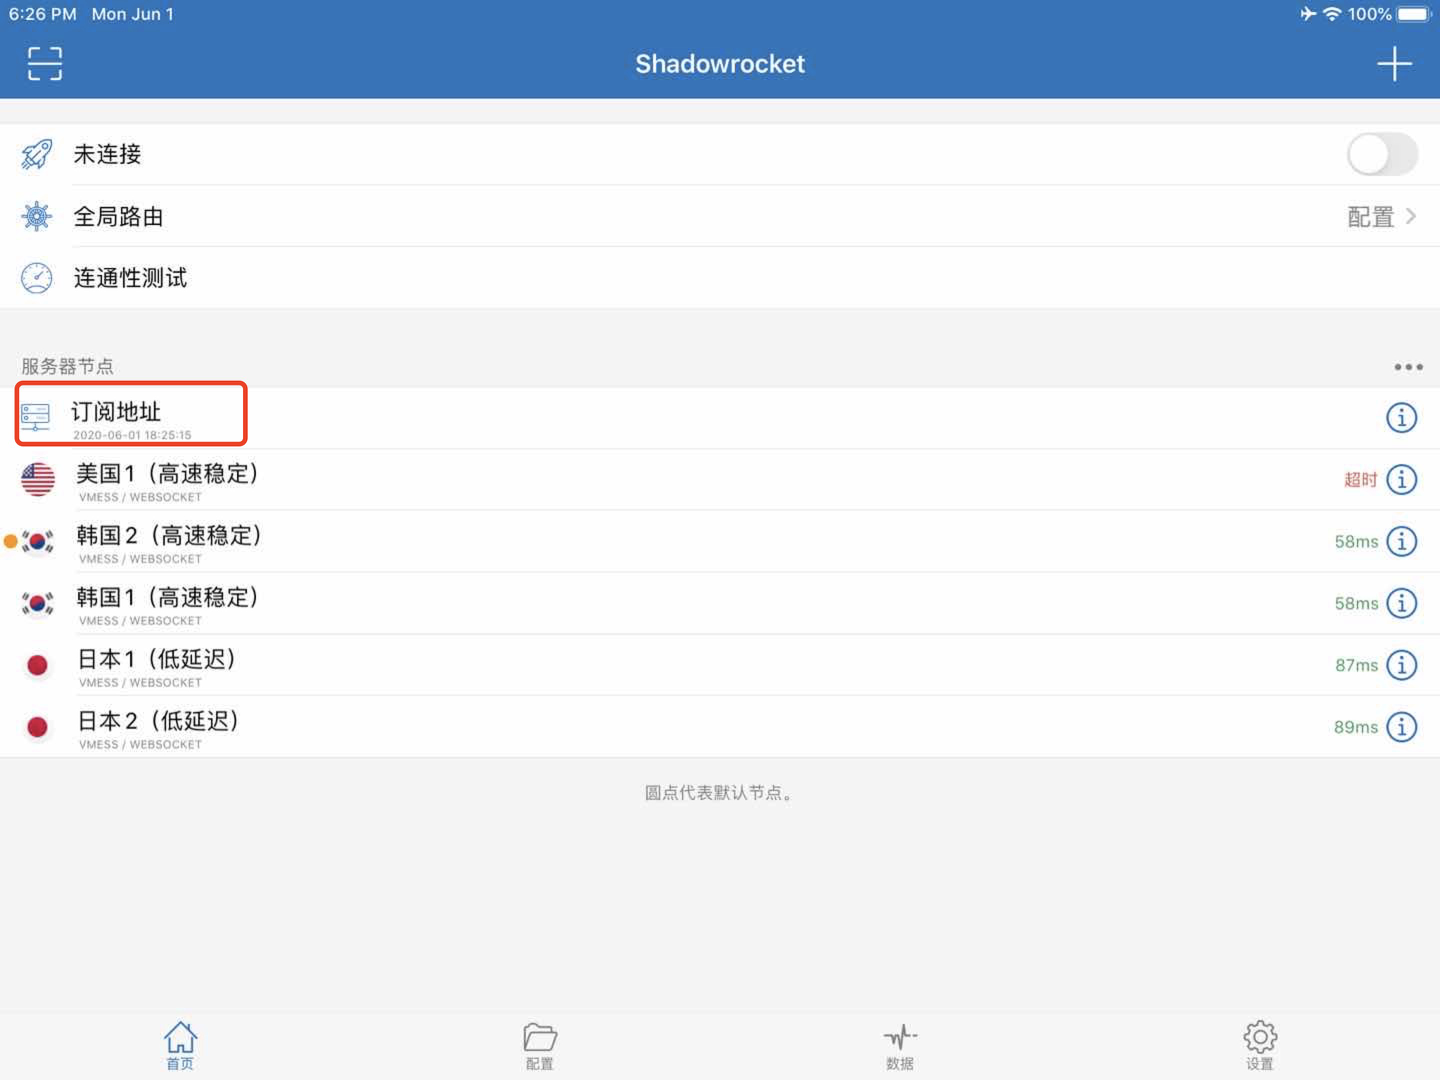 6:26 PM Mon Jun 1 100%
Shadowrocket
未连接
全局路由 配置
连通性测试
服务器节点
订阅地址
2020-06-01 18:25:15
美国1（高速稳定） 超时
VMESS / WEBSOCKET
韩国2（高速稳定） 58ms
VMESS / WEBSOCKET
韩国1（高速稳定） 58ms
VMESS / WEBSOCKET
日本1（低延迟） 87ms
VMESS / WEBSOCKET
日本2（低延迟） 89ms
VMESS / WEBSOCKET
圆点代表默认节点。
首页 配置 数据 设置